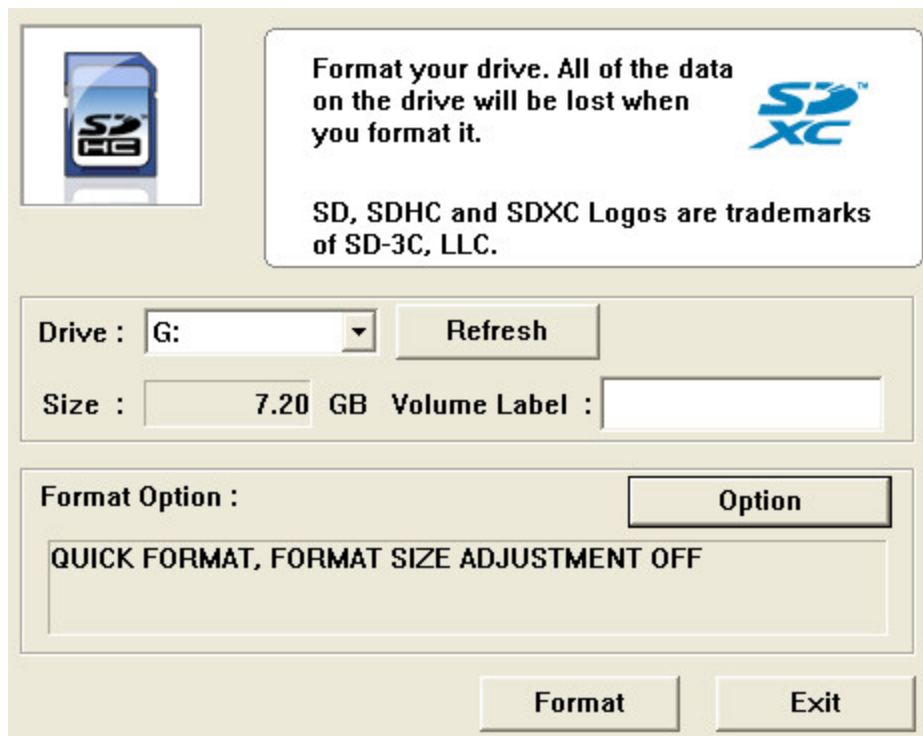 SD
HC
Format your drive. All of the data
on the drive will be lost when
you format it.
SD™
XC
SD, SDHC and SDXC Logos are trademarks
of SD-3C, LLC.
Drive : G: Refresh
Size : 7.20 GB Volume Label :
Format Option : Option
QUICK FORMAT, FORMAT SIZE ADJUSTMENT OFF
Format Exit